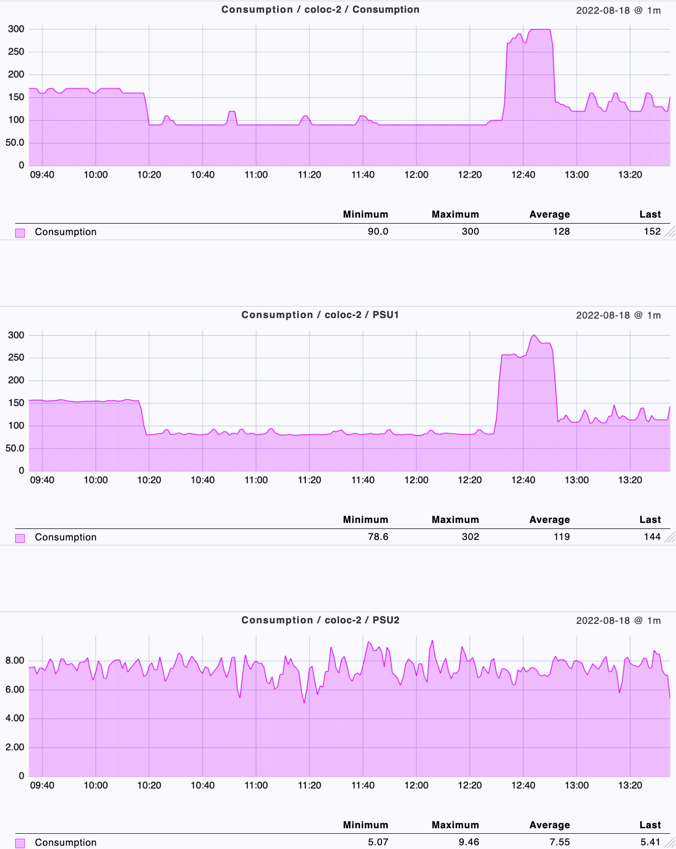 Consumption / coloc-2 / Consumption 2022-08-18 @ 1m
300
250
200
150
100
50.0
0
09:40 10:00 10:20 10:40 11:00 11:20 11:40 12:00 12:20 12:40 13:00 13:20
Minimum Maximum Average Last
Consumption 90.0 300 128 152
Consumption / coloc-2 / PSU1 2022-08-18 @ 1m
300
250
200
150
100
50.0
0
09:40 10:00 10:20 10:40 11:00 11:20 11:40 12:00 12:20 12:40 13:00 13:20
Minimum Maximum Average Last
Consumption 78.6 302 119 144
Consumption / coloc-2 / PSU2 2022-08-18 @ 1m
8.00
6.00
4.00
2.00
0
09:40 10:00 10:20 10:40 11:00 11:20 11:40 12:00 12:20 12:40 13:00 13:20
Minimum Maximum Average Last
Consumption 5.07 9.46 7.55 5.41